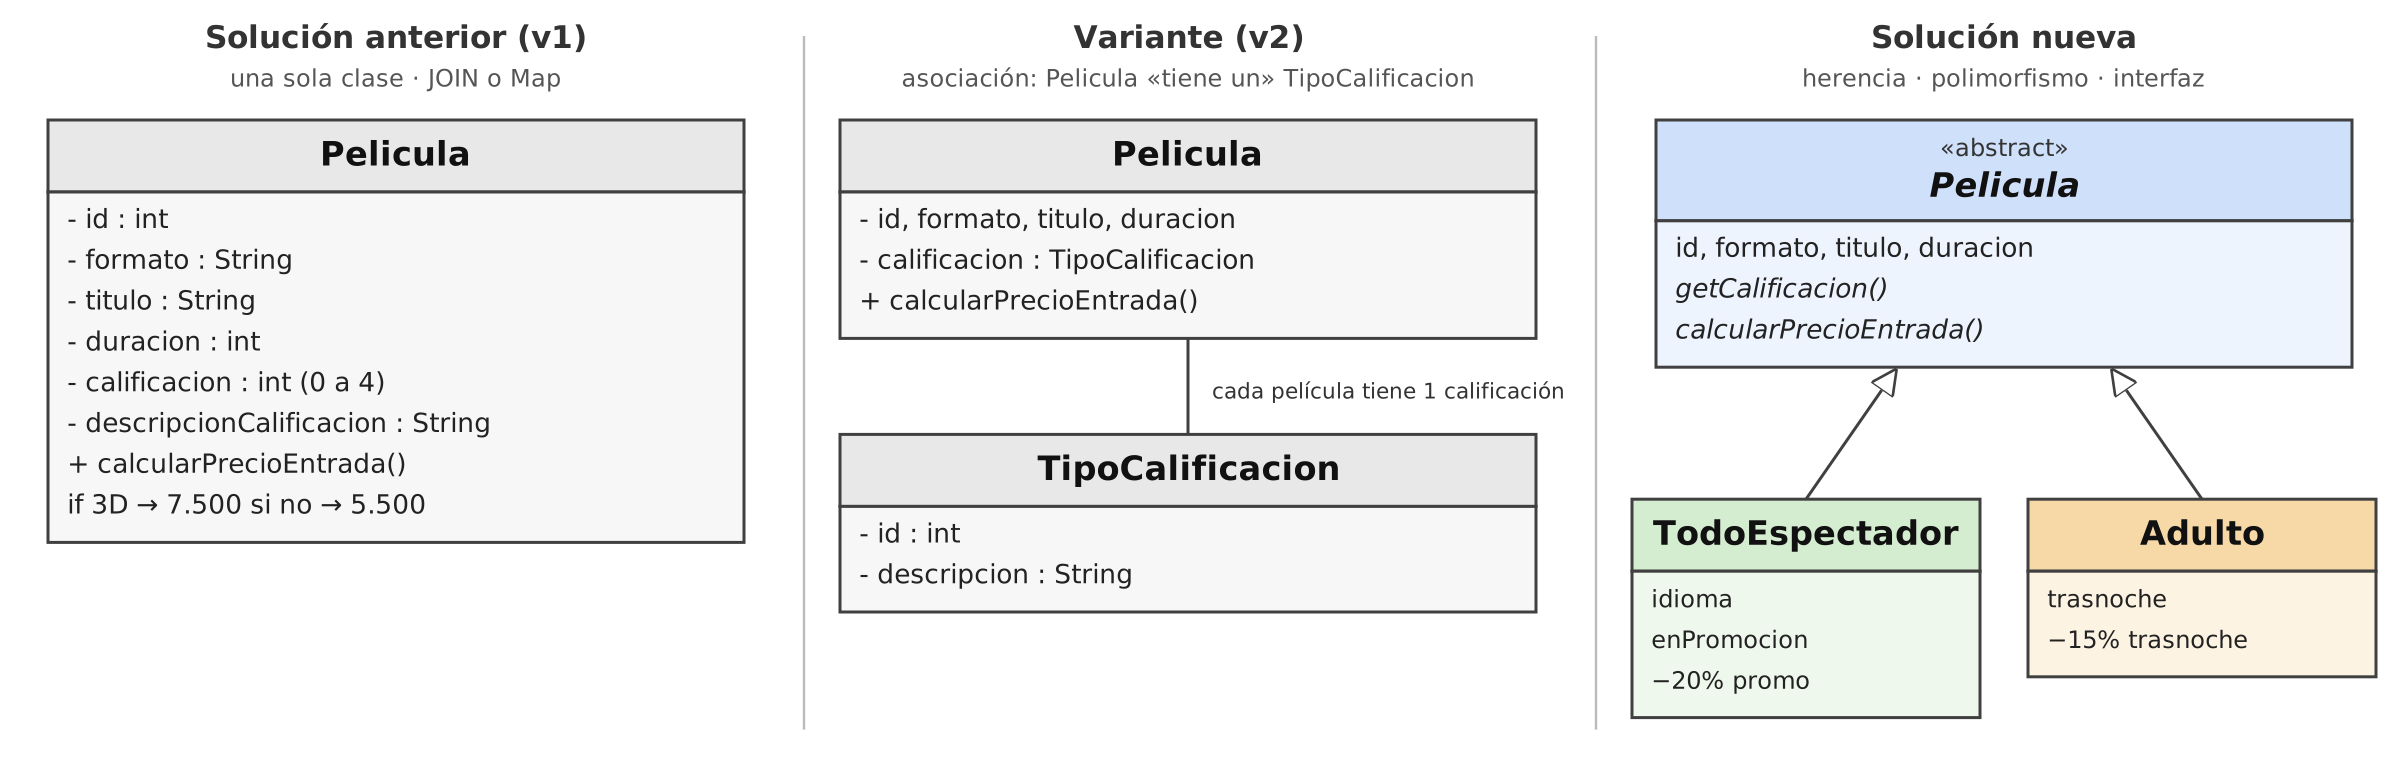 Solución anterior (v1)
una sola clase · JOIN o Map
Pelicula
- id : int
- formato : String
- titulo : String
- duracion : int
- calificacion : int (0 a 4)
- descripcionCalificacion : String
+ calcularPrecioEntrada()
if 3D → 7.500 si no → 5.500
Variante (v2)
asociación: Pelicula «tiene un» TipoCalificacion
Pelicula
- id, formato, titulo, duracion
- calificacion : TipoCalificacion
+ calcularPrecioEntrada()
cada película tiene 1 calificación
TipoCalificacion
- id : int
- descripcion : String
Solución nueva
herencia · polimorfismo · interfaz
«abstract»
Pelicula
id, formato, titulo, duracion
getCalificacion()
calcularPrecioEntrada()
TodoEspectador
idioma
enPromocion
−20% promo
Adulto
trasnoche
−15% trasnoche